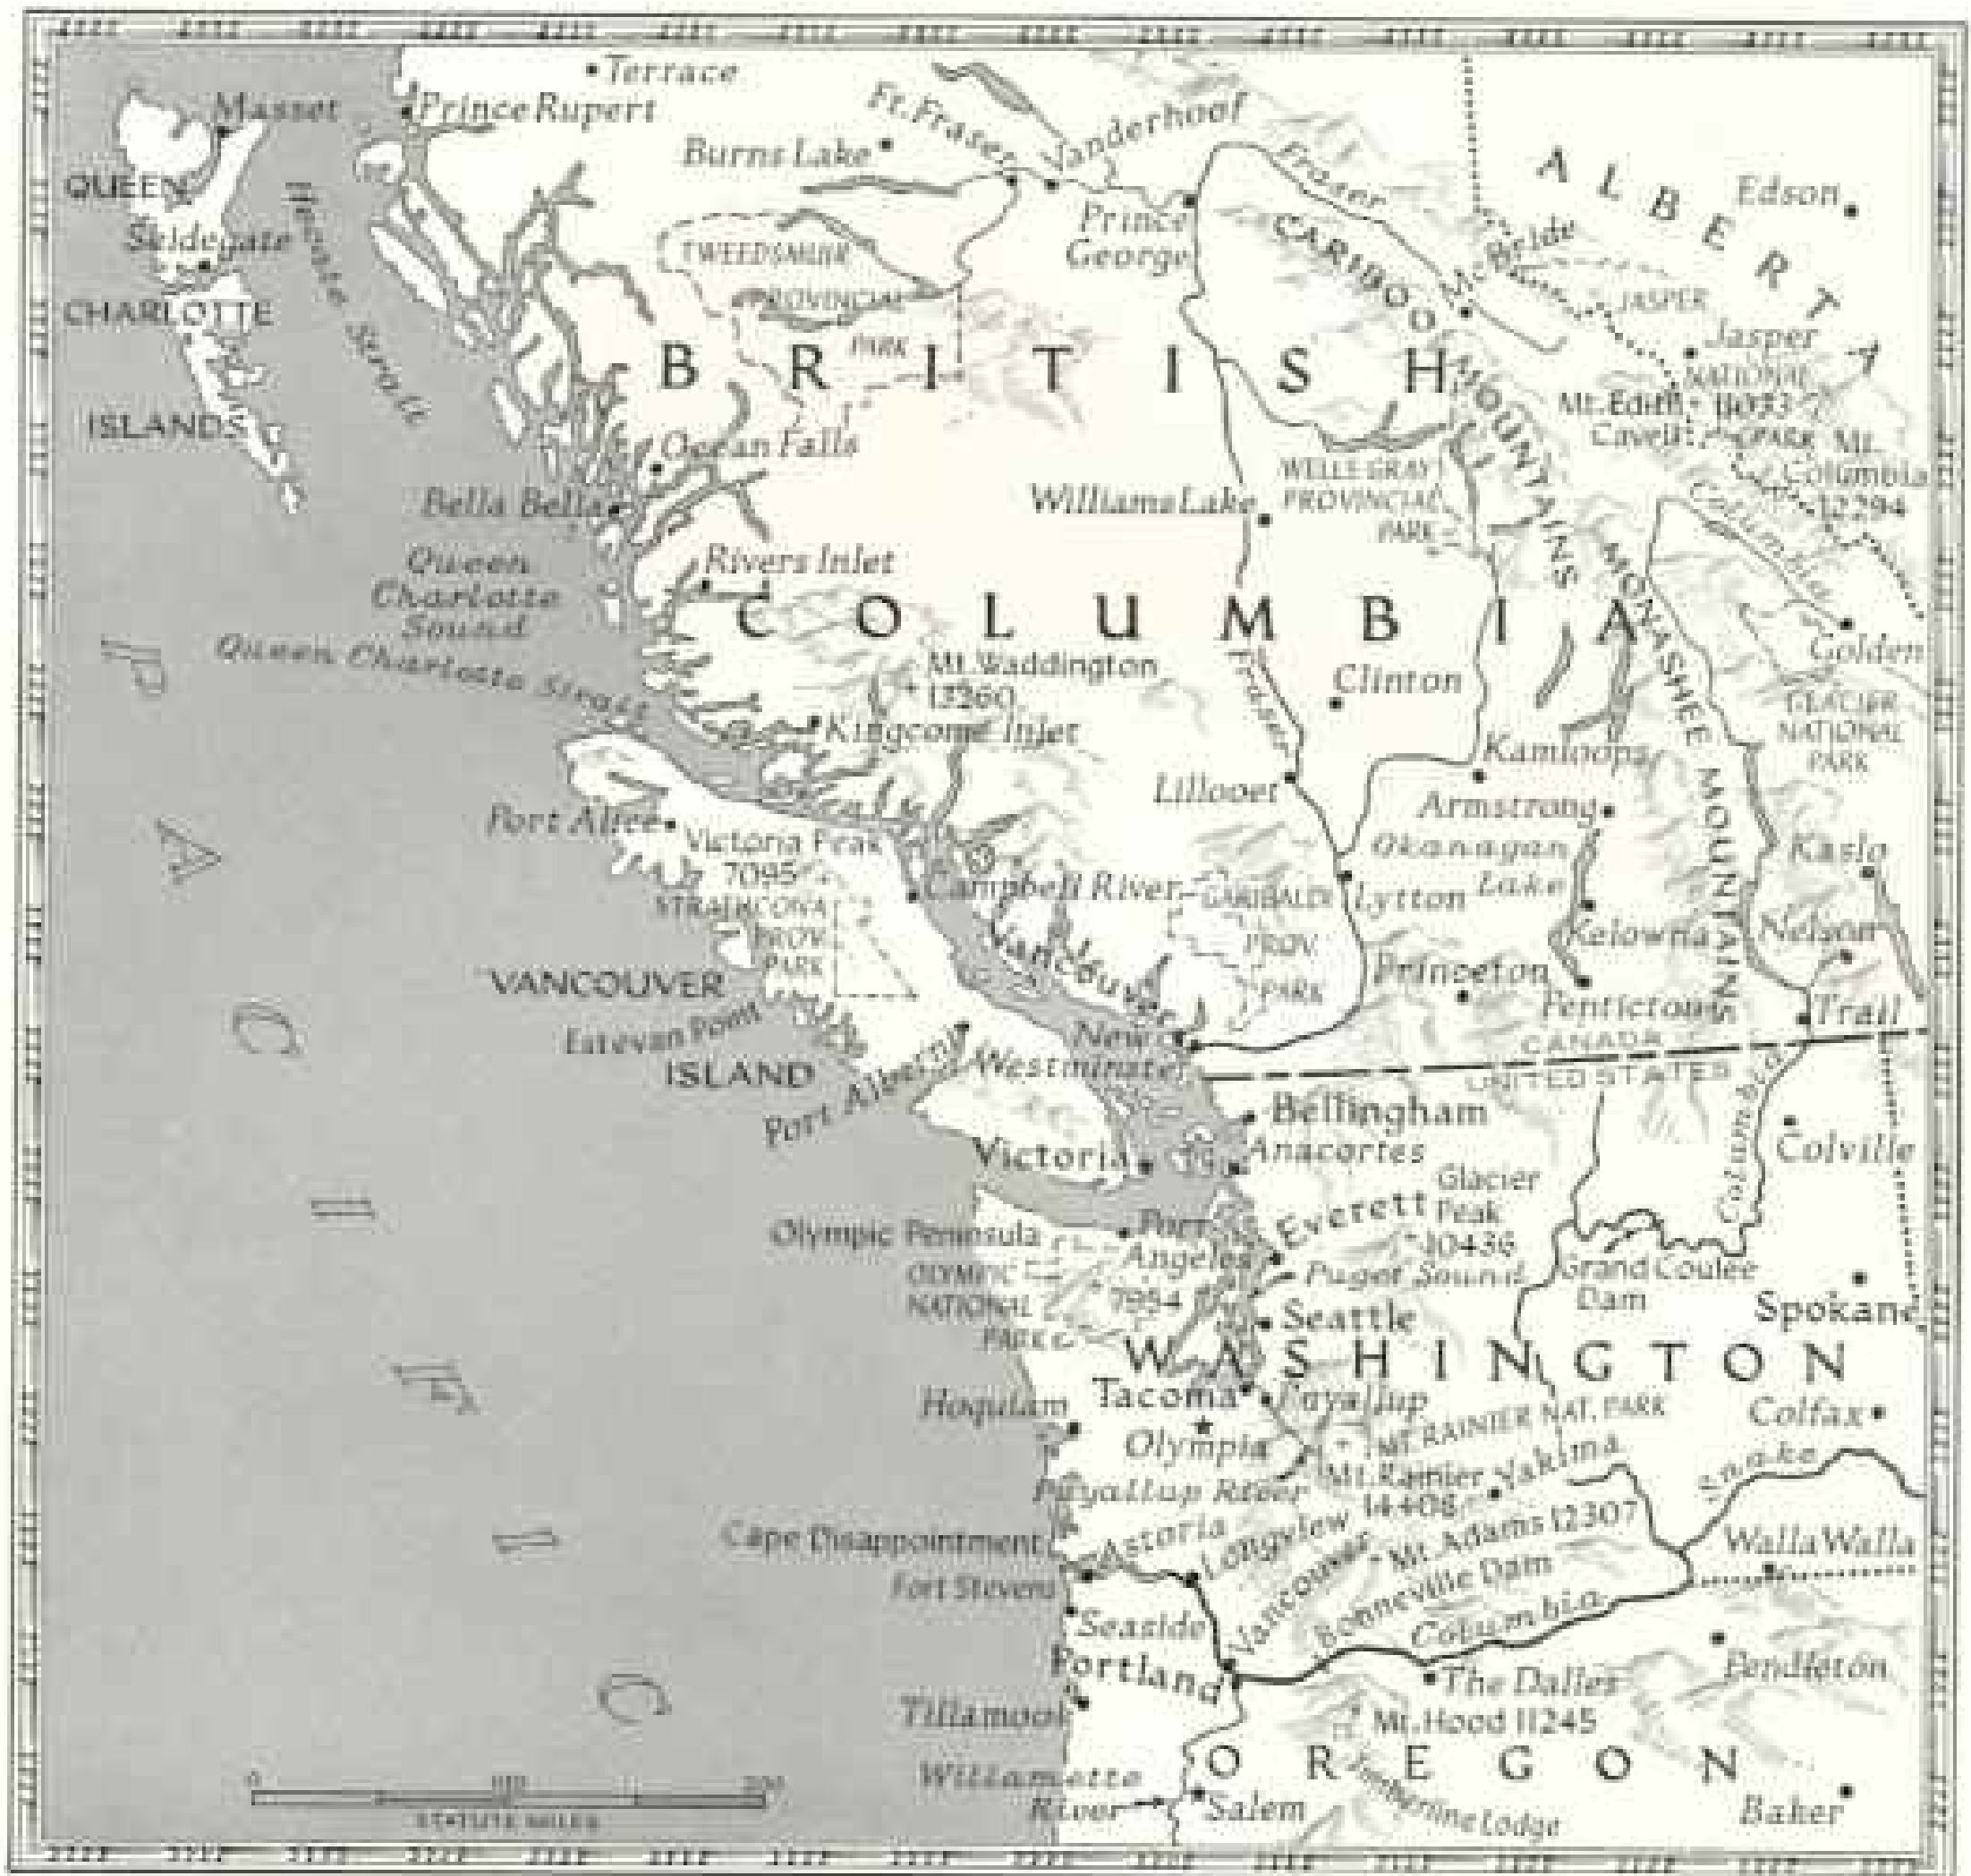 Terrace
Masset
Prince Rupert
Ft. Fraser
Vanderhoof
Burns Lake
Fraser
ALBERTA
Edson
QUEEN
CHARLOTTE
ISLANDS
Skidegate
Hecate Strait
TWEEDSMUIR
PROVINCIAL
PARK
Prince
George
CARIBOO MOUNTAINS
McBride
JASPER
NATIONAL
PARK
Jasper
BRITISH
Mt. Edith
Cavell
11033
Mt.
Columbia
12294
Ocean Falls
Bella Bella
Williams Lake
WELLS GRAY
PROVINCIAL
PARK
Columbia
Queen
Charlotte
Sound
Rivers Inlet
COLUMBIA
MONASHEE MOUNTAINS
Golden
Queen Charlotte Strait
Mt. Waddington
13260
Fraser
Clinton
GLACIER
NATIONAL
PARK
Kingcome Inlet
Kamloops
Lillooet
Armstrong
Port Alice
Victoria Peak
7095
Okanagan
Lake
Kaslo
Campbell River
GARIBALDI
PROV.
PARK
Lytton
STRATHCONA
PROV.
PARK
Vancouver
Kelowna
Nelson
VANCOUVER
ISLAND
Princeton
Penticton
Trail
Estevan Point
New
Westminster
CANADA
UNITED STATES
Port Alberni
Bellingham
Columbia
Colville
Victoria
Anacortes
Glacier
Peak
10436
Everett
Olympic Peninsula
Port
Angeles
OLYMPIC
NATIONAL
PARK
7954
Puget Sound
Grand Coulee
Dam
Spokane
Seattle
WASHINGTON
Hoquiam
Tacoma
Puyallup
MT. RAINIER NAT. PARK
Colfax
Olympia
Mt. Rainier
14408
Yakima
Snake
Puyallup River
Cape Disappointment
Astoria
Longview
Mt. Adams 12307
Walla Walla
Fort Stevens
Vancouver
Bonneville Dam
Columbia
Seaside
Portland
The Dalles
Pendleton
Tillamook
Mt. Hood 11245
OREGON
Willamette
River
Salem
Timberline Lodge
Baker
PACIFIC
0 100 200
STATUTE MILES